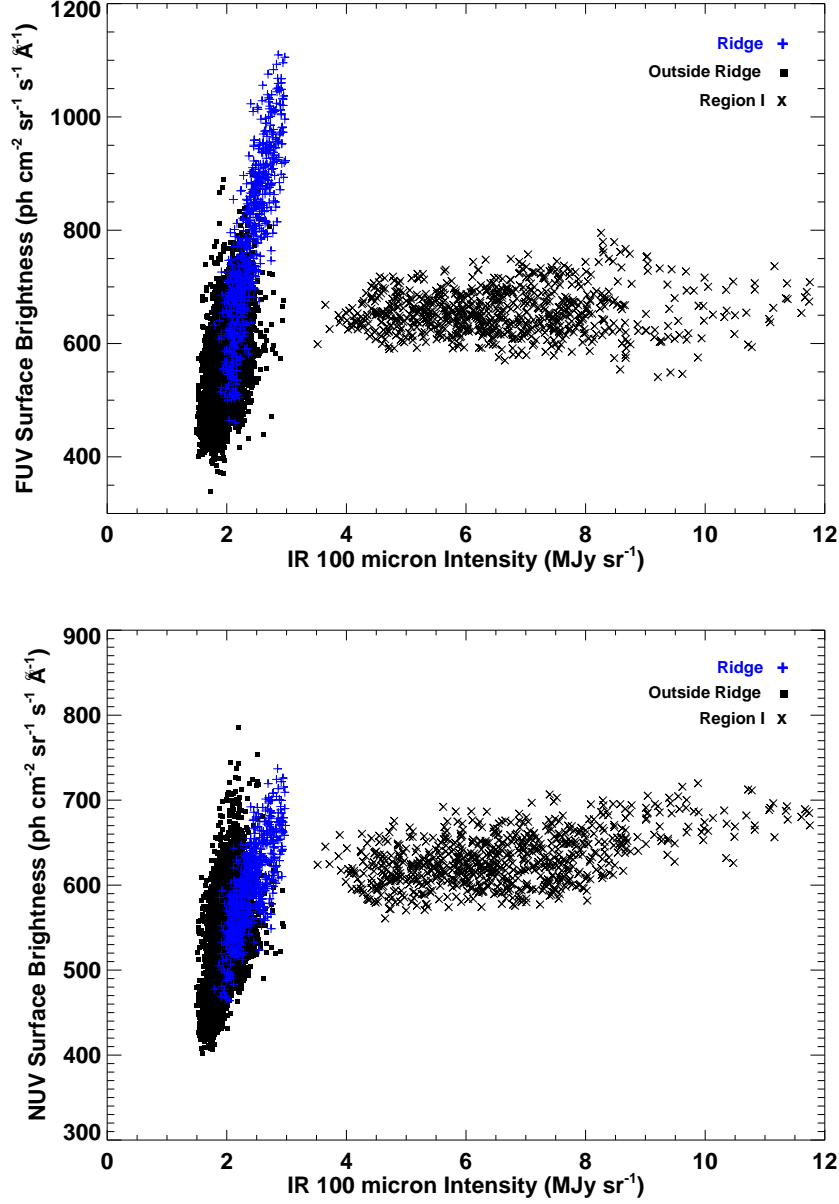 1200
1000
800
600
400
FUV Surface Brightness (ph cm-2 sr-1 s-1 Å-1)
Ridge +
Outside Ridge ■
Region I x
0 2 4 6 8 10 12
IR 100 micron Intensity (MJy sr-1)
900
800
700
600
500
400
300
NUV Surface Brightness (ph cm-2 sr-1 s-1 Å-1)
Ridge +
Outside Ridge ■
Region I x
0 2 4 6 8 10 12
IR 100 micron Intensity (MJy sr-1)